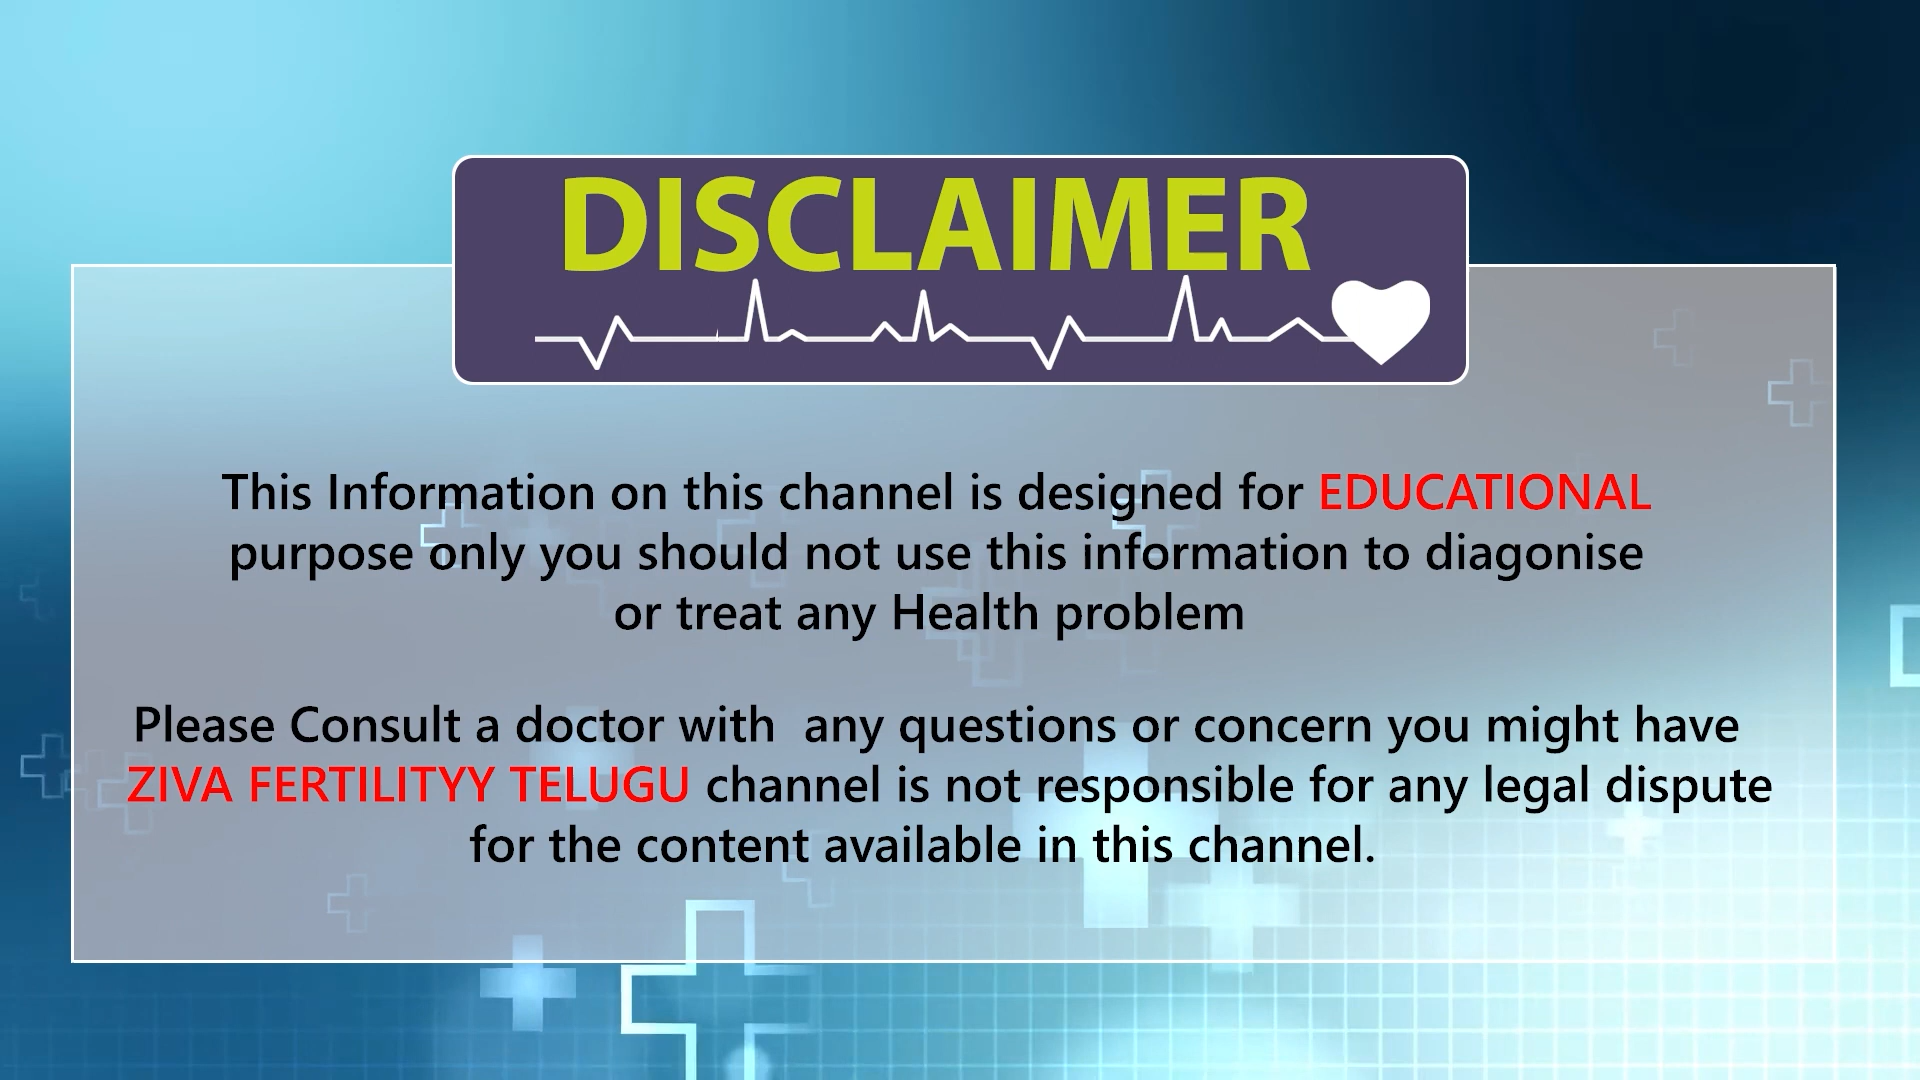 DISCLAIMER
This Information on this channel is designed for EDUCATIONAL
purpose only you should not use this information to diagonise
or treat any Health problem
Please Consult a doctor with  any questions or concern you might have
ZIVA FERTILITYY TELUGU channel is not responsible for any legal dispute
for the content available in this channel.